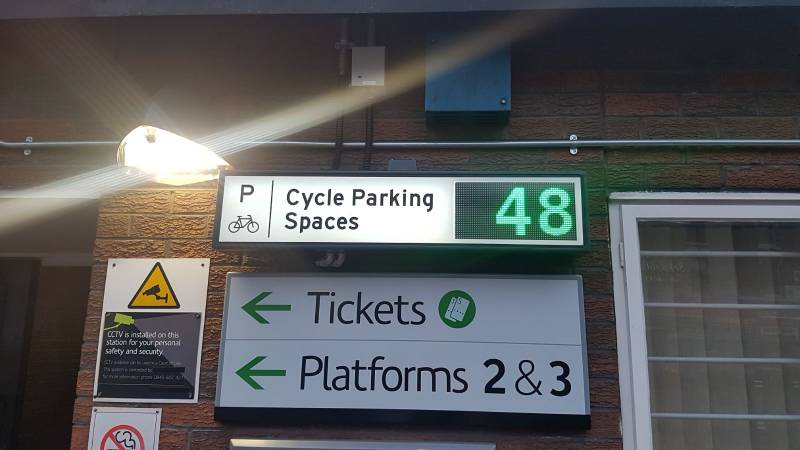 P
Cycle Parking
Spaces
48
Tickets
Platforms 2 & 3
CCTV is installed on this
station for your personal
safety and security.